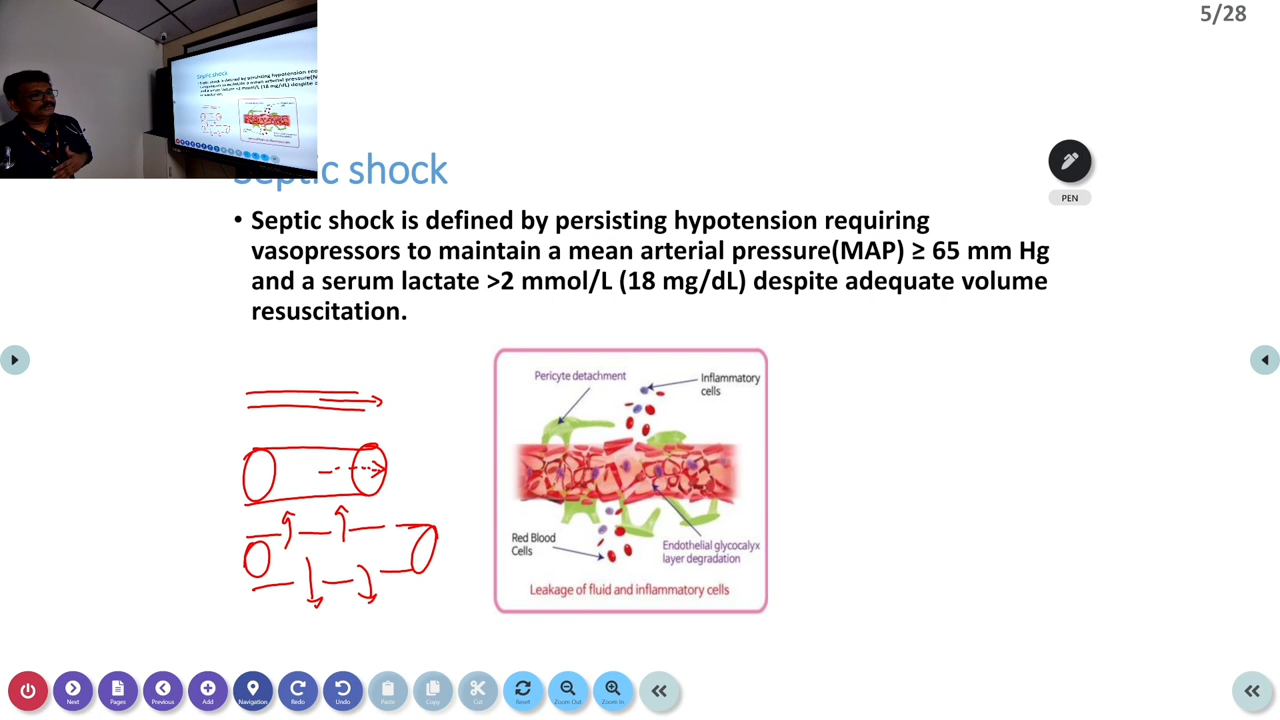 5/28
Septic shock
PEN
• Septic shock is defined by persisting hypotension requiring
vasopressors to maintain a mean arterial pressure(MAP) ≥ 65 mm Hg
and a serum lactate >2 mmol/L (18 mg/dL) despite adequate volume
resuscitation.
Pericyte detachment
Inflammatory
cells
Red Blood
Cells
Endothelial glycocalyx
layer degradation
Leakage of fluid and inflammatory cells
Next
Pages
Previous
Add
Navigation
Redo
Undo
Paste
Copy
Cut
Reset
Zoom Out
Zoom In